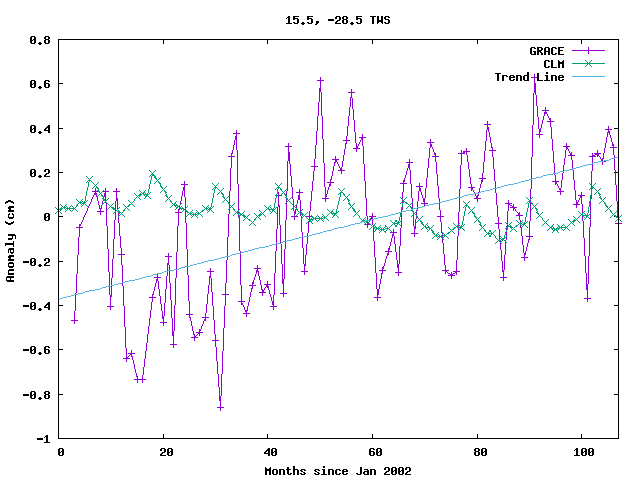 15.5, -28.5 TWS
GRACE
CLM
Trend Line
0.8
0.6
0.4
0.2
0
-0.2
-0.4
-0.6
-0.8
-1
Anomaly (cm)
0 20 40 60 80 100
Months since Jan 2002